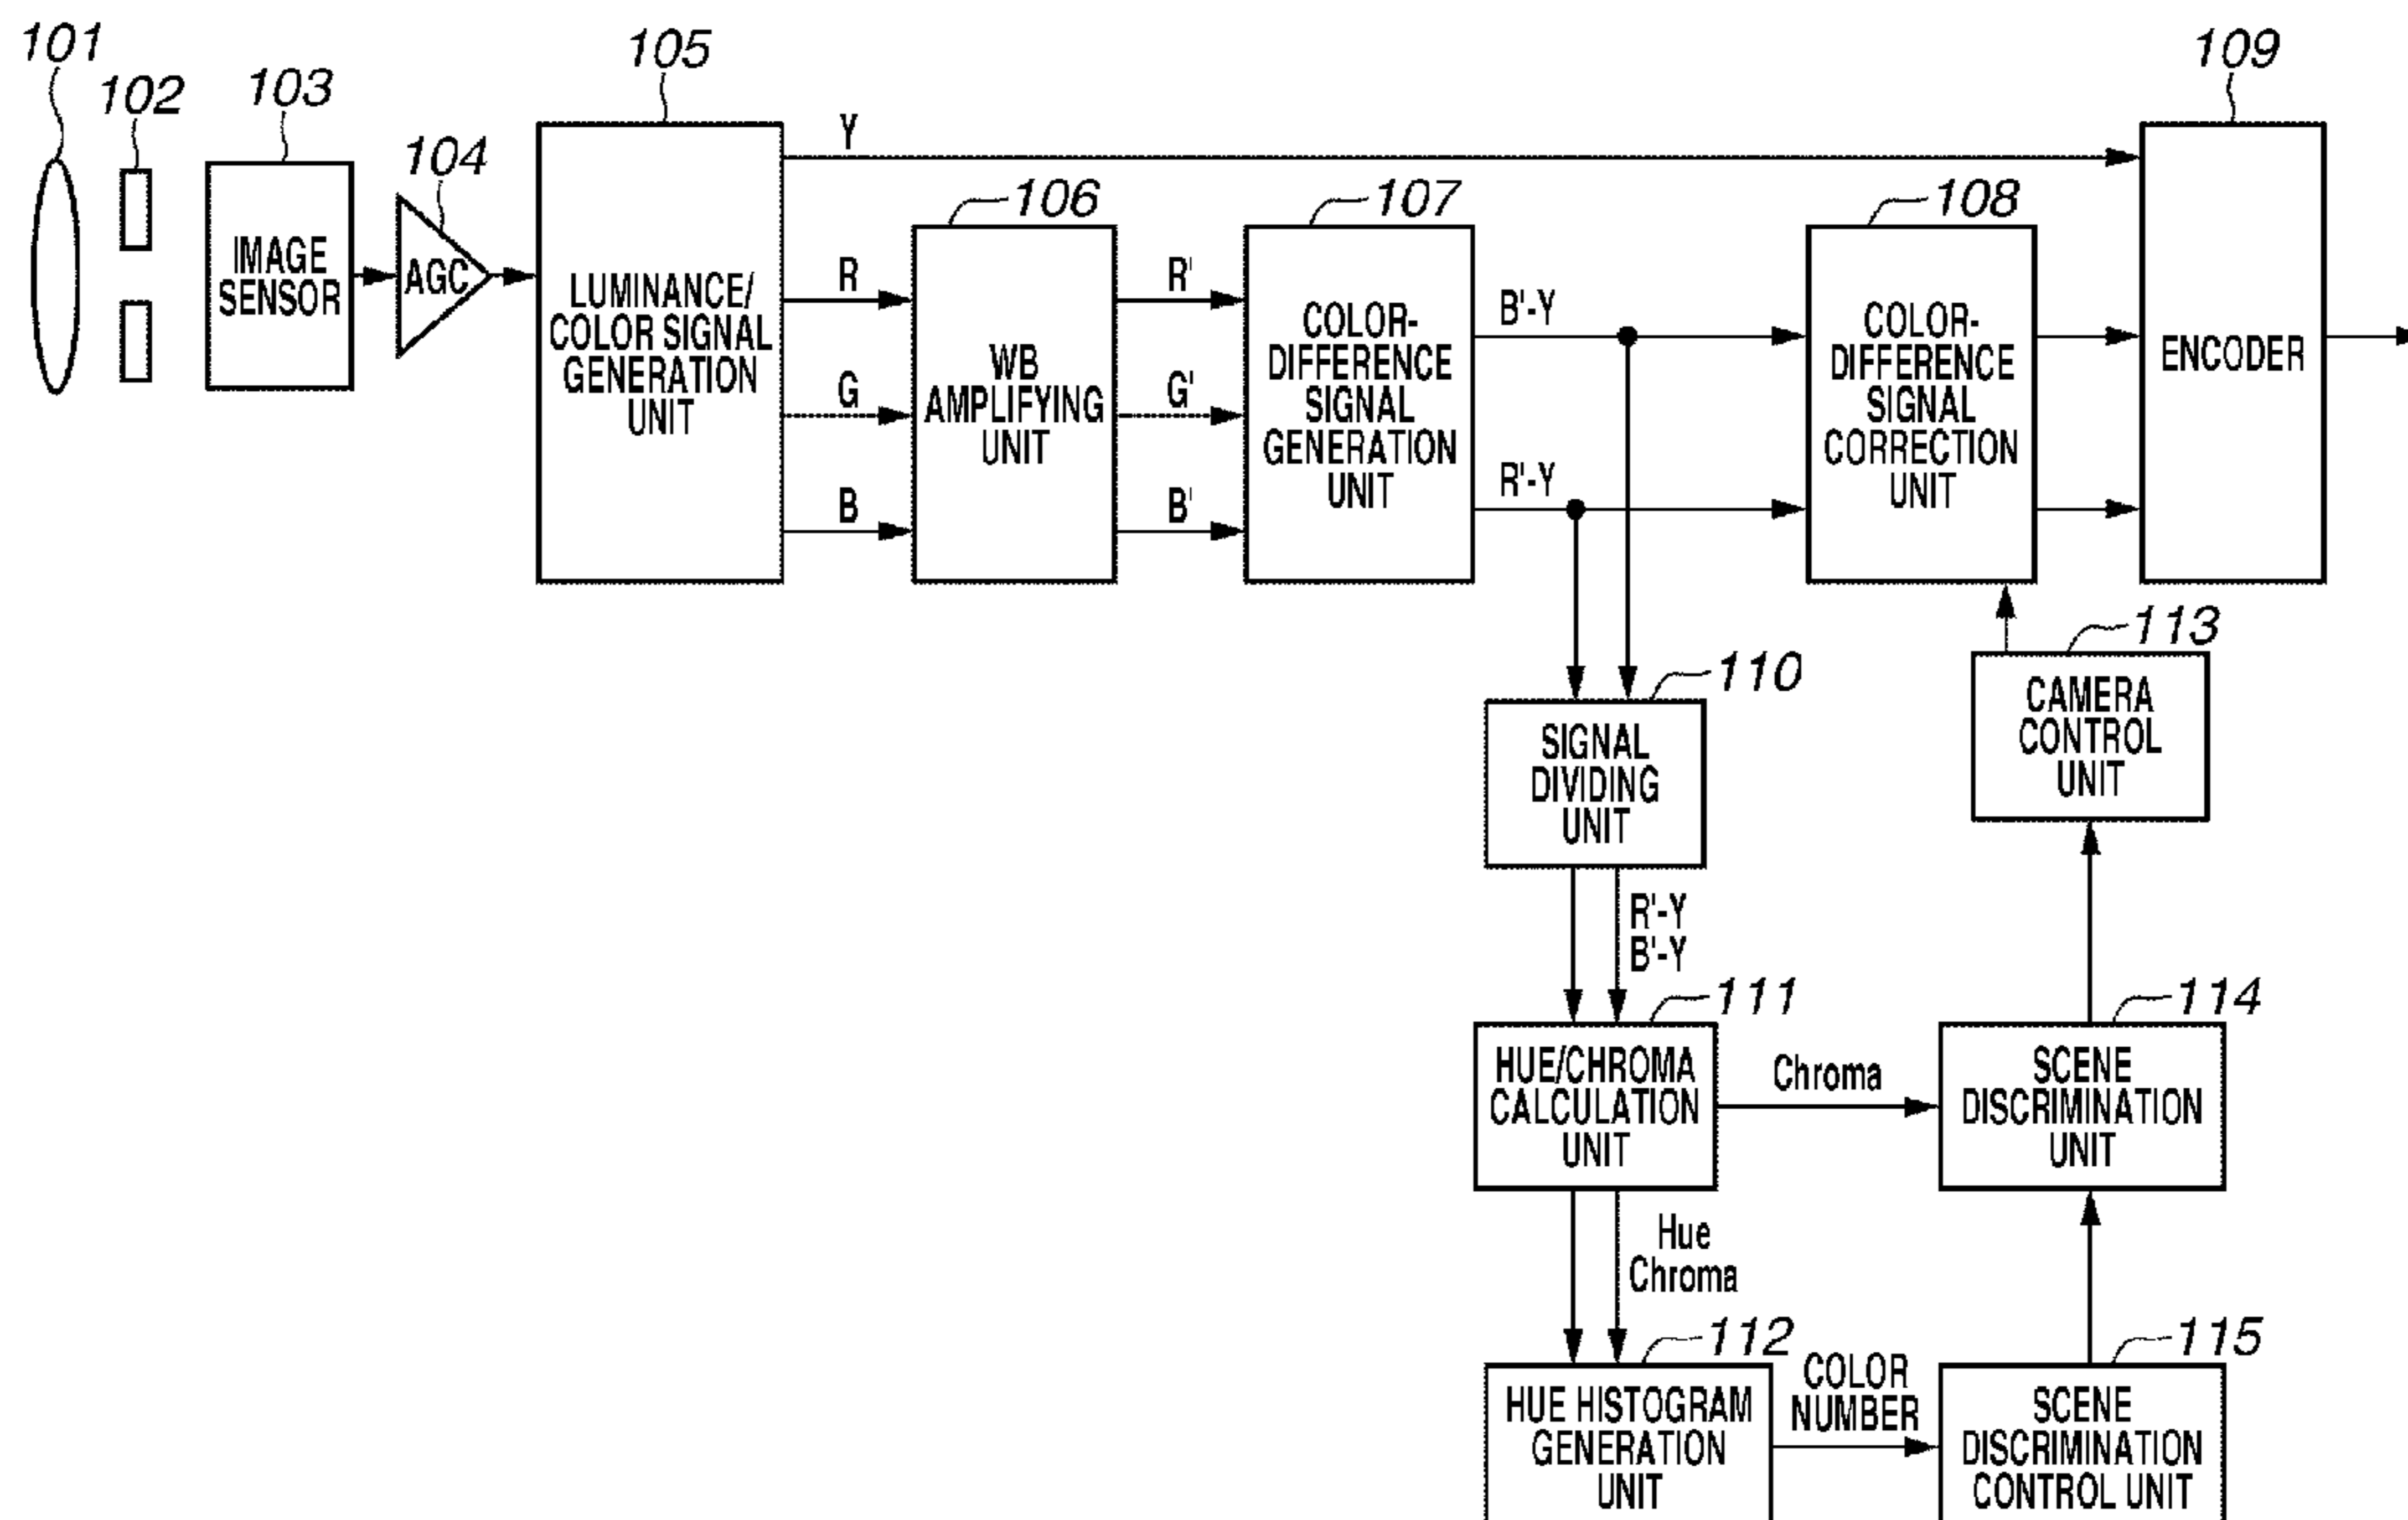 101
102
103
104
105
109
IMAGE
SENSOR
AGC
LUMINANCE/
COLOR SIGNAL
GENERATION
UNIT
Y
R
G
B
106
WB
AMPLIFYING
UNIT
R'
G'
B'
107
COLOR-
DIFFERENCE
SIGNAL
GENERATION
UNIT
B'-Y
R'-Y
108
COLOR-
DIFFERENCE
SIGNAL
CORRECTION
UNIT
ENCODER
110
SIGNAL
DIVIDING
UNIT
113
CAMERA
CONTROL
UNIT
R'-Y
B'-Y
111
HUE/CHROMA
CALCULATION
UNIT
Chroma
114
SCENE
DISCRIMINATION
UNIT
Hue
Chroma
112
HUE HISTOGRAM
GENERATION
UNIT
COLOR
NUMBER
115
SCENE
DISCRIMINATION
CONTROL UNIT